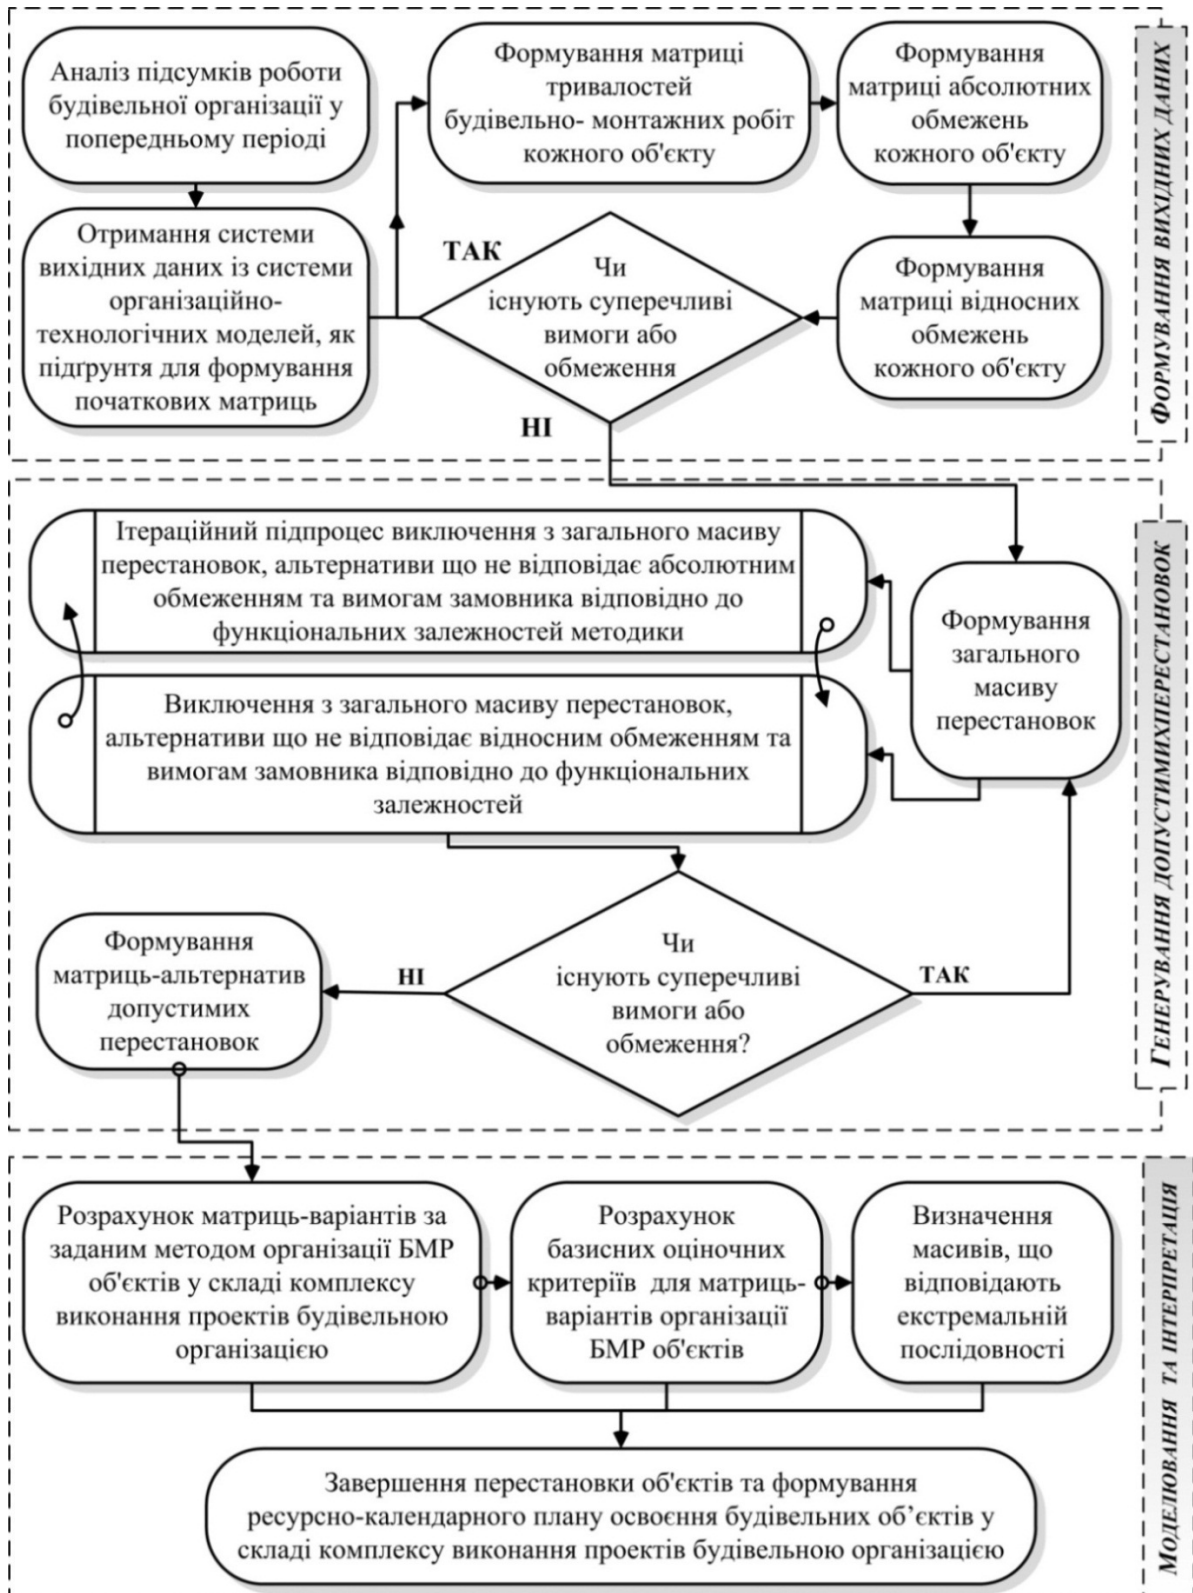 Аналіз підсумків роботи
будівельної організації у
попередньому періоді
Формування матриці
тривалостей
будівельно- монтажних робіт
кожного об'єкту
Формування
матриці абсолютних
обмежень
кожного об'єкту
Отримання системи
вихідних даних із системи
організаційно-
технологічних моделей, як
підґрунтя для формування
початкових матриць
ТАК
Чи
існують суперечливі
вимоги або
обмеження
НІ
Формування
матриці відносних
обмежень
кожного об'єкту
ФОРМУВАННЯ ВИХІДНИХ ДАНИХ
Ітераційний підпроцес виключення з загального масиву
перестановок, альтернативи що не відповідає абсолютним
обмеженням та вимогам замовника відповідно до
функціональних залежностей методики
Формування
загального
масиву
перестановок
Виключення з загального масиву перестановок,
альтернативи що не відповідає відносним обмеженням та
вимогам замовника відповідно до функціональних
залежностей
Формування
матриць-альтернатив
допустимих
перестановок
НІ
Чи
існують суперечливі
вимоги або
обмеження?
ТАК
ГЕНЕРУВАННЯ ДОПУСТИМИХПЕРЕСТАНОВОК
Розрахунок матриць-варіантів за
заданим методом організації БМР
об'єктів у складі комплексу
виконання проектів будівельною
організацією
Розрахунок
базисних оціночних
критеріїв для матриць-
варіантів організації
БМР об'єктів
Визначення
масивів, що
відповідають
екстремальній
послідовності
Завершення перестановки об'єктів та формування
ресурсно-календарного плану освоєння будівельних об’єктів у
складі комплексу виконання проектів будівельною організацією
МОДЕЛЮВАННЯ ТА ІНТЕРПРЕТАЦІЯ